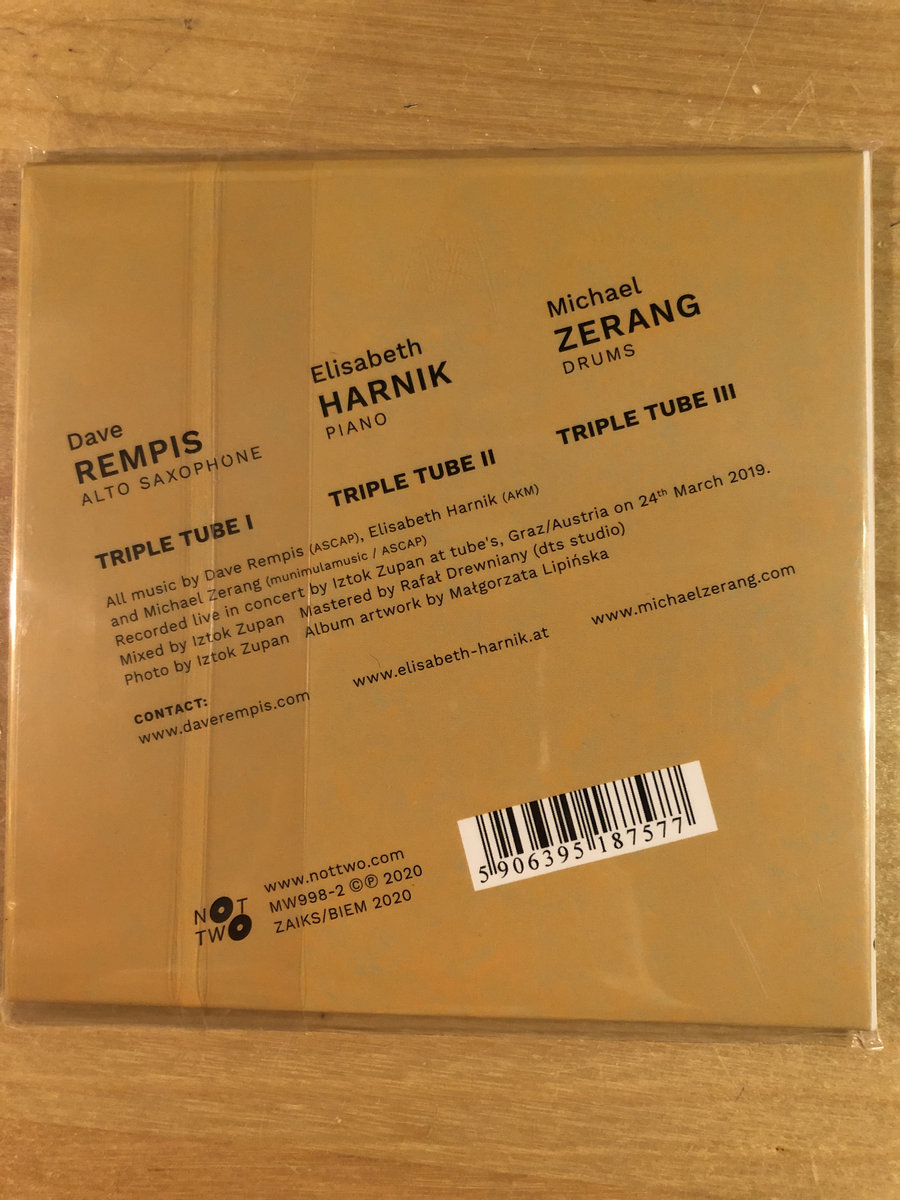 Dave
REMPIS
ALTO SAXOPHONE
Elisabeth
HARNIK
PIANO
Michael
ZERANG
DRUMS
TRIPLE TUBE I
TRIPLE TUBE II
TRIPLE TUBE III
All music by Dave Rempis (ASCAP), Elisabeth Harnik (AKM)
and Michael Zerang (munimulamusic / ASCAP)
Recorded live in concert by Iztok Zupan at tube's, Graz/Austria on 24th March 2019.
Mixed by Iztok Zupan Mastered by Rafał Drewniany (dts studio)
Photo by Iztok Zupan Album artwork by Małgorzata Lipińska
CONTACT:
www.daverempis.com
www.elisabeth-harnik.at
www.michaelzerang.com
NOT
TWO
www.nottwo.com
MW998-2 ©℗ 2020
ZAIKS/BIEM 2020
5 906395 187577